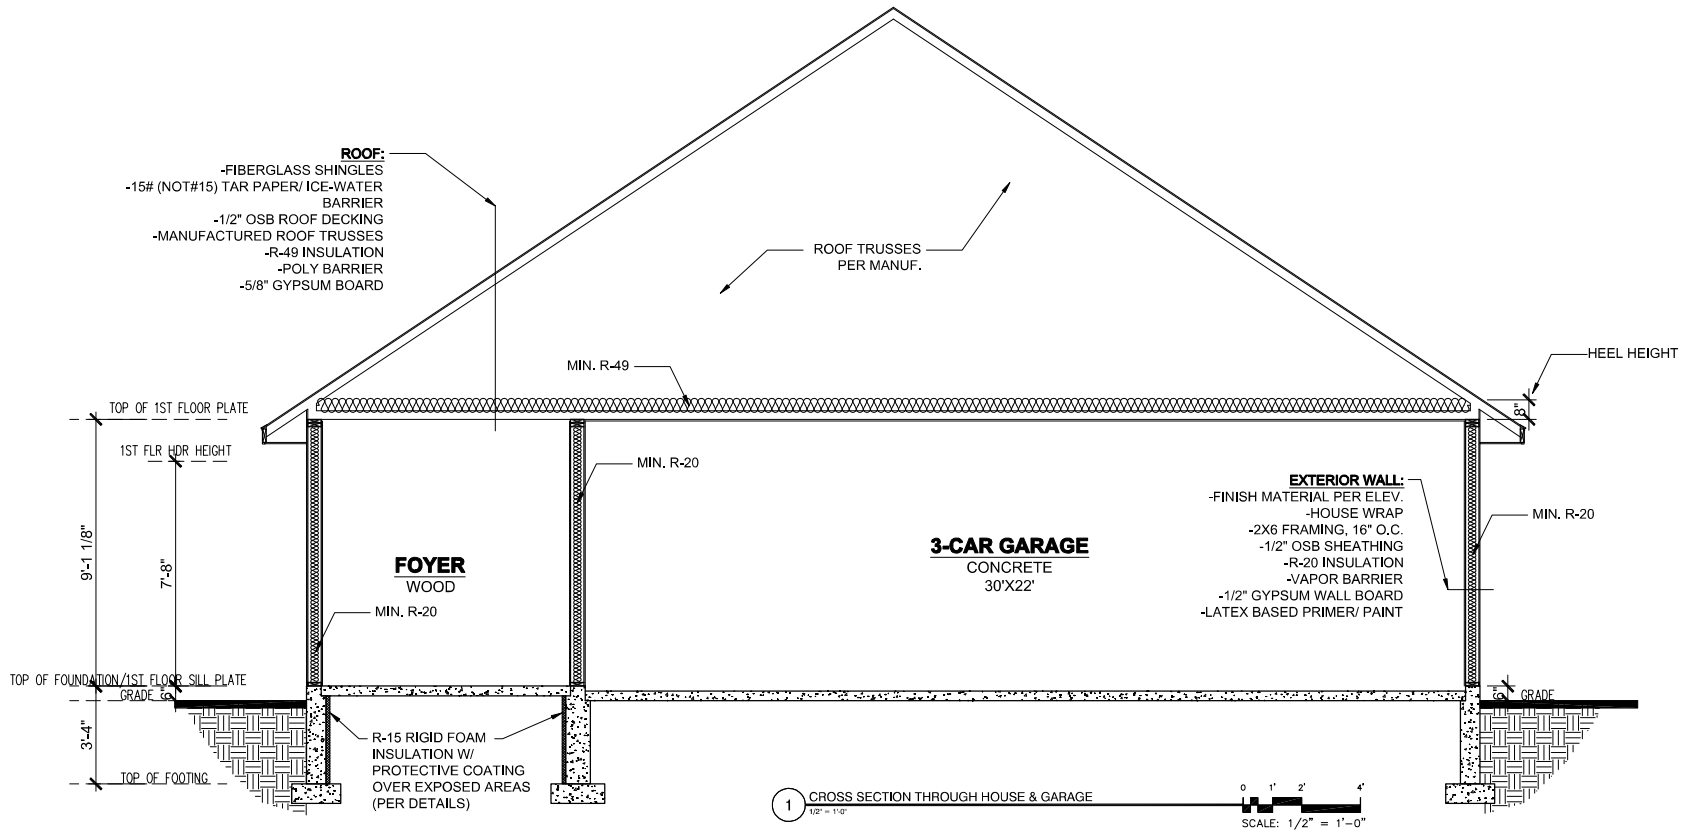 ROOF:
-FIBERGLASS SHINGLES
-15# (NOT#15) TAR PAPER/ ICE-WATER
BARRIER
-1/2" OSB ROOF DECKING
-MANUFACTURED ROOF TRUSSES
-R-49 INSULATION
-POLY BARRIER
-5/8" GYPSUM BOARD
ROOF TRUSSES
PER MANUF.
HEEL HEIGHT
8"
MIN. R-49
TOP OF 1ST FLOOR PLATE
1ST FLR HDR HEIGHT
9'-1 1/8"
7'-8"
MIN. R-20
FOYER
WOOD
MIN. R-20
3-CAR GARAGE
CONCRETE
30'X22'
EXTERIOR WALL:
-FINISH MATERIAL PER ELEV.
-HOUSE WRAP
-2X6 FRAMING, 16" O.C.
-1/2" OSB SHEATHING
-R-20 INSULATION
-VAPOR BARRIER
-1/2" GYPSUM WALL BOARD
-LATEX BASED PRIMER/ PAINT
MIN. R-20
TOP OF FOUNDATION/1ST FLOOR SILL PLATE
GRADE
6"
6"
GRADE
3'-4"
TOP OF FOOTING
R-15 RIGID FOAM
INSULATION W/
PROTECTIVE COATING
OVER EXPOSED AREAS
(PER DETAILS)
1
CROSS SECTION THROUGH HOUSE & GARAGE
1/2" = 1'-0"
0 1' 2' 4'
SCALE: 1/2" = 1'-0"